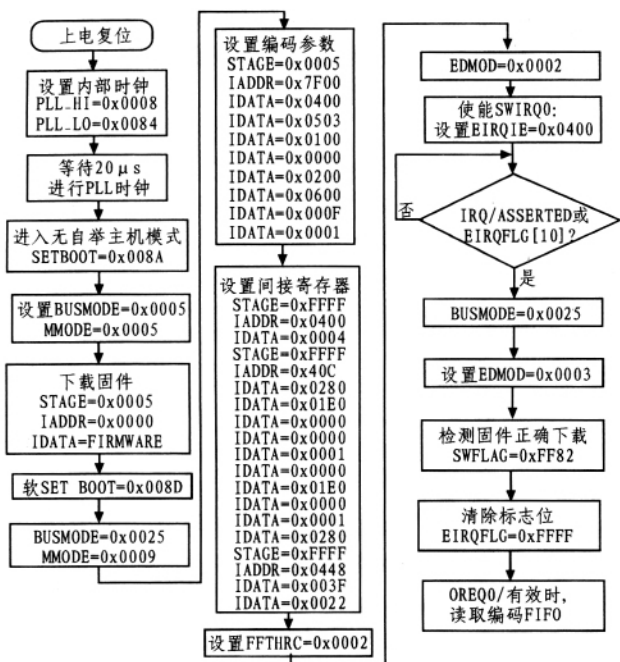 上电复位
设置内部时钟
PLL_HI=0x0008
PLL_LO=0x0084
等待20μs
进行PLL时钟
进入无自举主机模式
SETBOOT=0x008A
设置BUSMODE=0x0005
MMODE=0x0005
下载固件
STAGE=0x0005
IADDR=0x0000
IDATA=FIRMWARE
软SET BOOT=0x008D
BUSMODE=0x0025
MMODE=0x0009
设置编码参数
STAGE=0x0005
IADDR=0x7F00
IDATA=0x0400
IDATA=0x0503
IDATA=0x0100
IDATA=0x0000
IDATA=0x0200
IDATA=0x0600
IDATA=0x000F
IDATA=0x0001
设置间接寄存器
STAGE=0xFFFF
IADDR=0x0400
IDATA=0x0004
STAGE=0xFFFF
IADDR=0x40C
IDATA=0x0280
IDATA=0x01E0
IDATA=0x0000
IDATA=0x0000
IDATA=0x0001
IDATA=0x0000
IDATA=0x01E0
IDATA=0x0000
IDATA=0x0001
IDATA=0x0280
STAGE=0xFFFF
IADDR=0x0448
IDATA=0x003F
IDATA=0x0022
设置FFTHRC=0x0002
EDMOD=0x0002
使能SWIRQ0:
设置EIRQIE=0x0400
否
IRQ/ASSERTED或
EIRQFLG[10]?
是
BUSMODE=0x0025
设置EDMOD=0x0003
检测固件正确下载
SWFLAG=0xFF82
清除标志位
EIRQFLG=0xFFFF
OREQ0/有效时,
读取编码FIFO